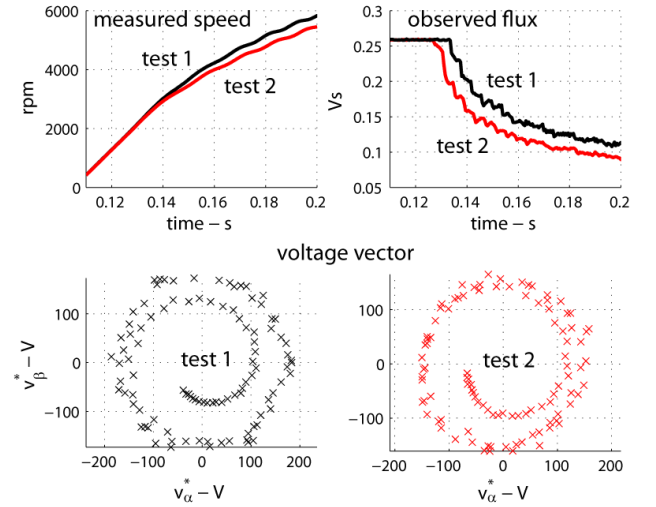 measured speed
6000
4000
2000
0
rpm
test 1
test 2
0.12 0.14 0.16 0.18 0.2
time – s
observed flux
0.3
0.25
0.2
0.15
0.1
0.05
Vs
test 1
test 2
0.12 0.14 0.16 0.18 0.2
time – s
voltage vector
100
0
−100
v*β – V
test 1
−200 −100 0 100 200
v*α – V
100
0
−100
test 2
−200 −100 0 100 200
v*α – V